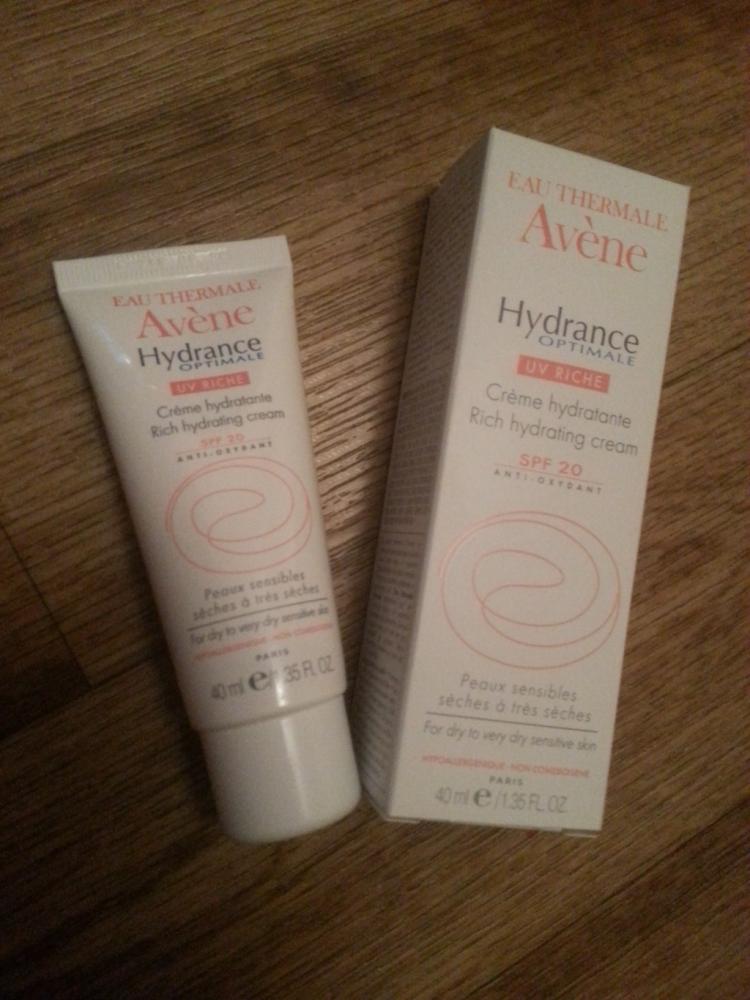 EAU THERMALE
Avène
Hydrance
OPTIMALE
UV RICHE
Crème hydratante
Rich hydrating cream
SPF 20
ANTI-OXYDANT
Peaux sensibles
sèches à très sèches
For dry to very dry sensitive skin
HYPOALLERGÉNIQUE - NON COMÉDOGÈNE
PARIS
40 ml e/1.35 FL.OZ.
EAU THERMALE
Avène
Hydrance
OPTIMALE
UV RICHE
Crème hydratante
Rich hydrating cream
SPF 20
ANTI-OXYDANT
Peaux sensibles
sèches à très sèches
For dry to very dry sensitive skin
HYPOALLERGÉNIQUE - NON COMÉDOGÈNE
PARIS
40 ml e/1.35 FL.OZ.